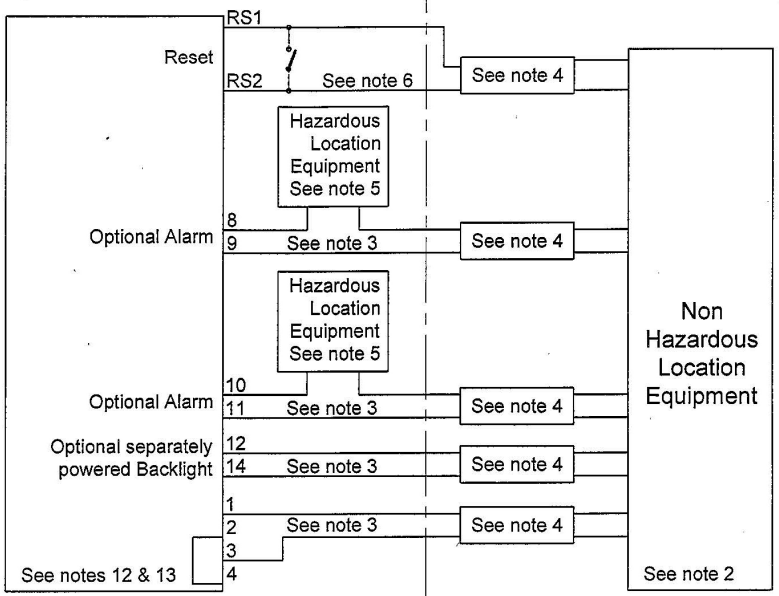 RS1
Reset
RS2
See note 6
See note 4
Hazardous
Location
Equipment
See note 5
8
Optional Alarm
9
See note 3
See note 4
Hazardous
Location
Equipment
See note 5
Non
Hazardous
Location
Equipment
10
Optional Alarm
11
See note 3
See note 4
Optional separately
powered Backlight
12
14
See note 3
See note 4
1
2
See note 3
See note 4
3
4
See notes 12 & 13
See note 2